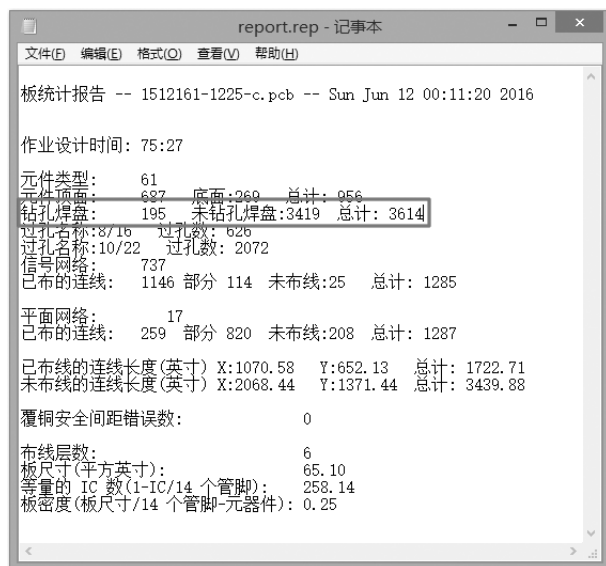 report.rep - 记事本
文件(F) 编辑(E) 格式(O) 查看(V) 帮助(H)
板统计报告 -- 1512161-1225-c.pcb -- Sun Jun 12 00:11:20 2016
作业设计时间: 75:27
元件类型: 61
元件顶面: 687 底面:269 总计: 956
钻孔焊盘: 195 未钻孔焊盘:3419 总计: 3614
过孔名称:8/16 过孔数: 626
过孔名称:10/22 过孔数: 2072
信号网络: 737
已布的连线: 1146 部分 114 未布线:25 总计: 1285
平面网络: 17
已布的连线: 259 部分 820 未布线:208 总计: 1287
已布线的连线长度(英寸) X:1070.58 Y:652.13 总计: 1722.71
未布线的连线长度(英寸) X:2068.44 Y:1371.44 总计: 3439.88
覆铜安全间距错误数: 0
布线层数: 6
板尺寸(平方英寸): 65.10
等量的 IC 数(1-IC/14 个管脚): 258.14
板密度(板尺寸/14 个管脚-元器件): 0.25